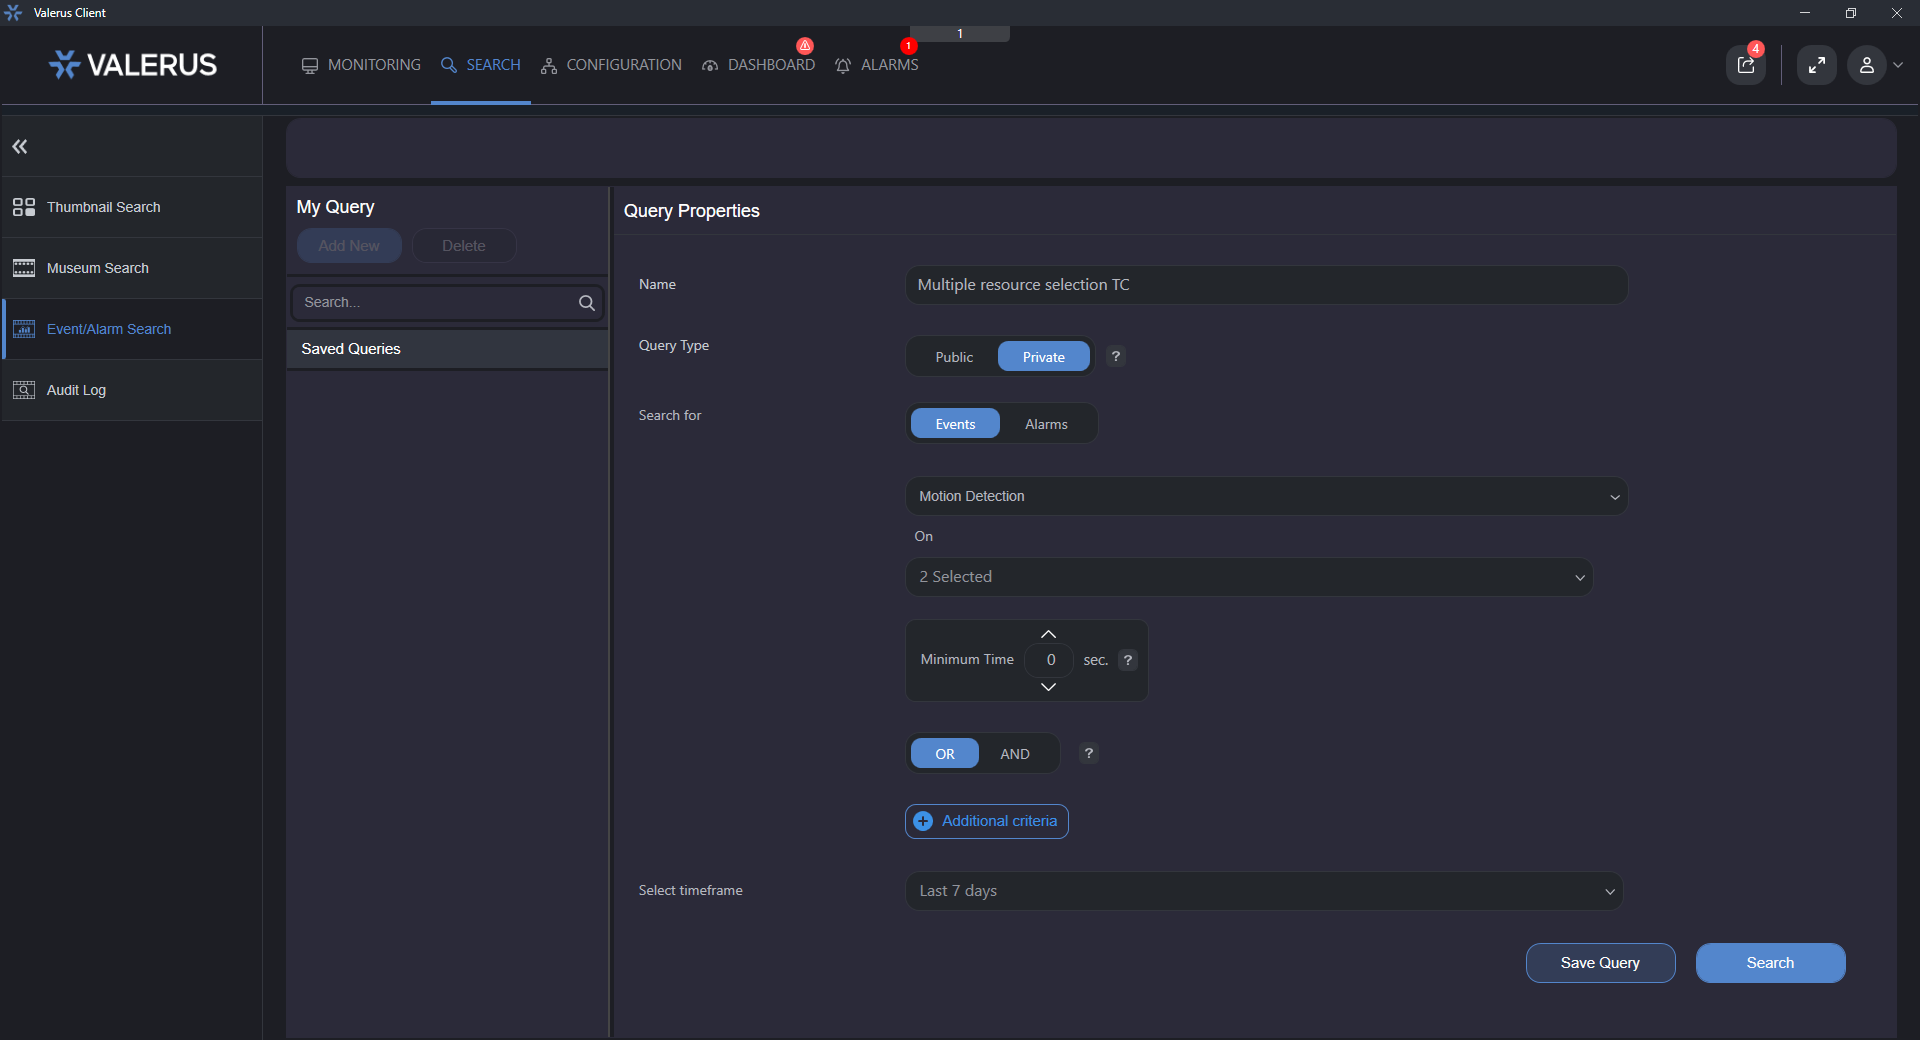 Valerus Client
1
VALERUS
MONITORING
SEARCH
CONFIGURATION
DASHBOARD
1
ALARMS
4
Thumbnail Search
Museum Search
Event/Alarm Search
Audit Log
My Query
Add New
Delete
Search...
Saved Queries
Query Properties
Name
Multiple resource selection TC
Query Type
Public
Private
?
Search for
Events
Alarms
Motion Detection
On
2 Selected
Minimum Time
0
sec.
?
OR
AND
?
Additional criteria
Select timeframe
Last 7 days
Save Query
Search